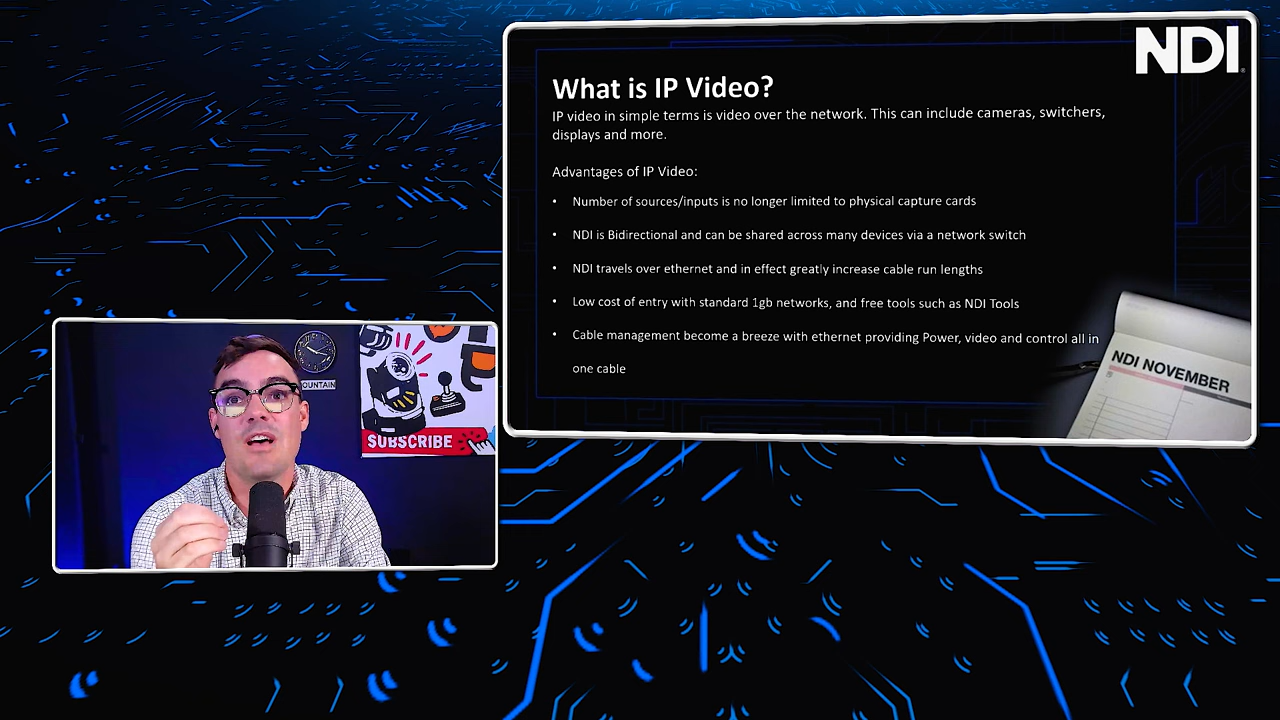 NDI
What is IP Video?
IP video in simple terms is video over the network. This can include cameras, switchers,
displays and more.
Advantages of IP Video:
• Number of sources/inputs is no longer limited to physical capture cards
• NDI is Bidirectional and can be shared across many devices via a network switch
• NDI travels over ethernet and in effect greatly increase cable run lengths
• Low cost of entry with standard 1gb networks, and free tools such as NDI Tools
• Cable management become a breeze with ethernet providing Power, video and control all in
one cable
NDI NOVEMBER
OUNTAIN
SUBSCRIBE